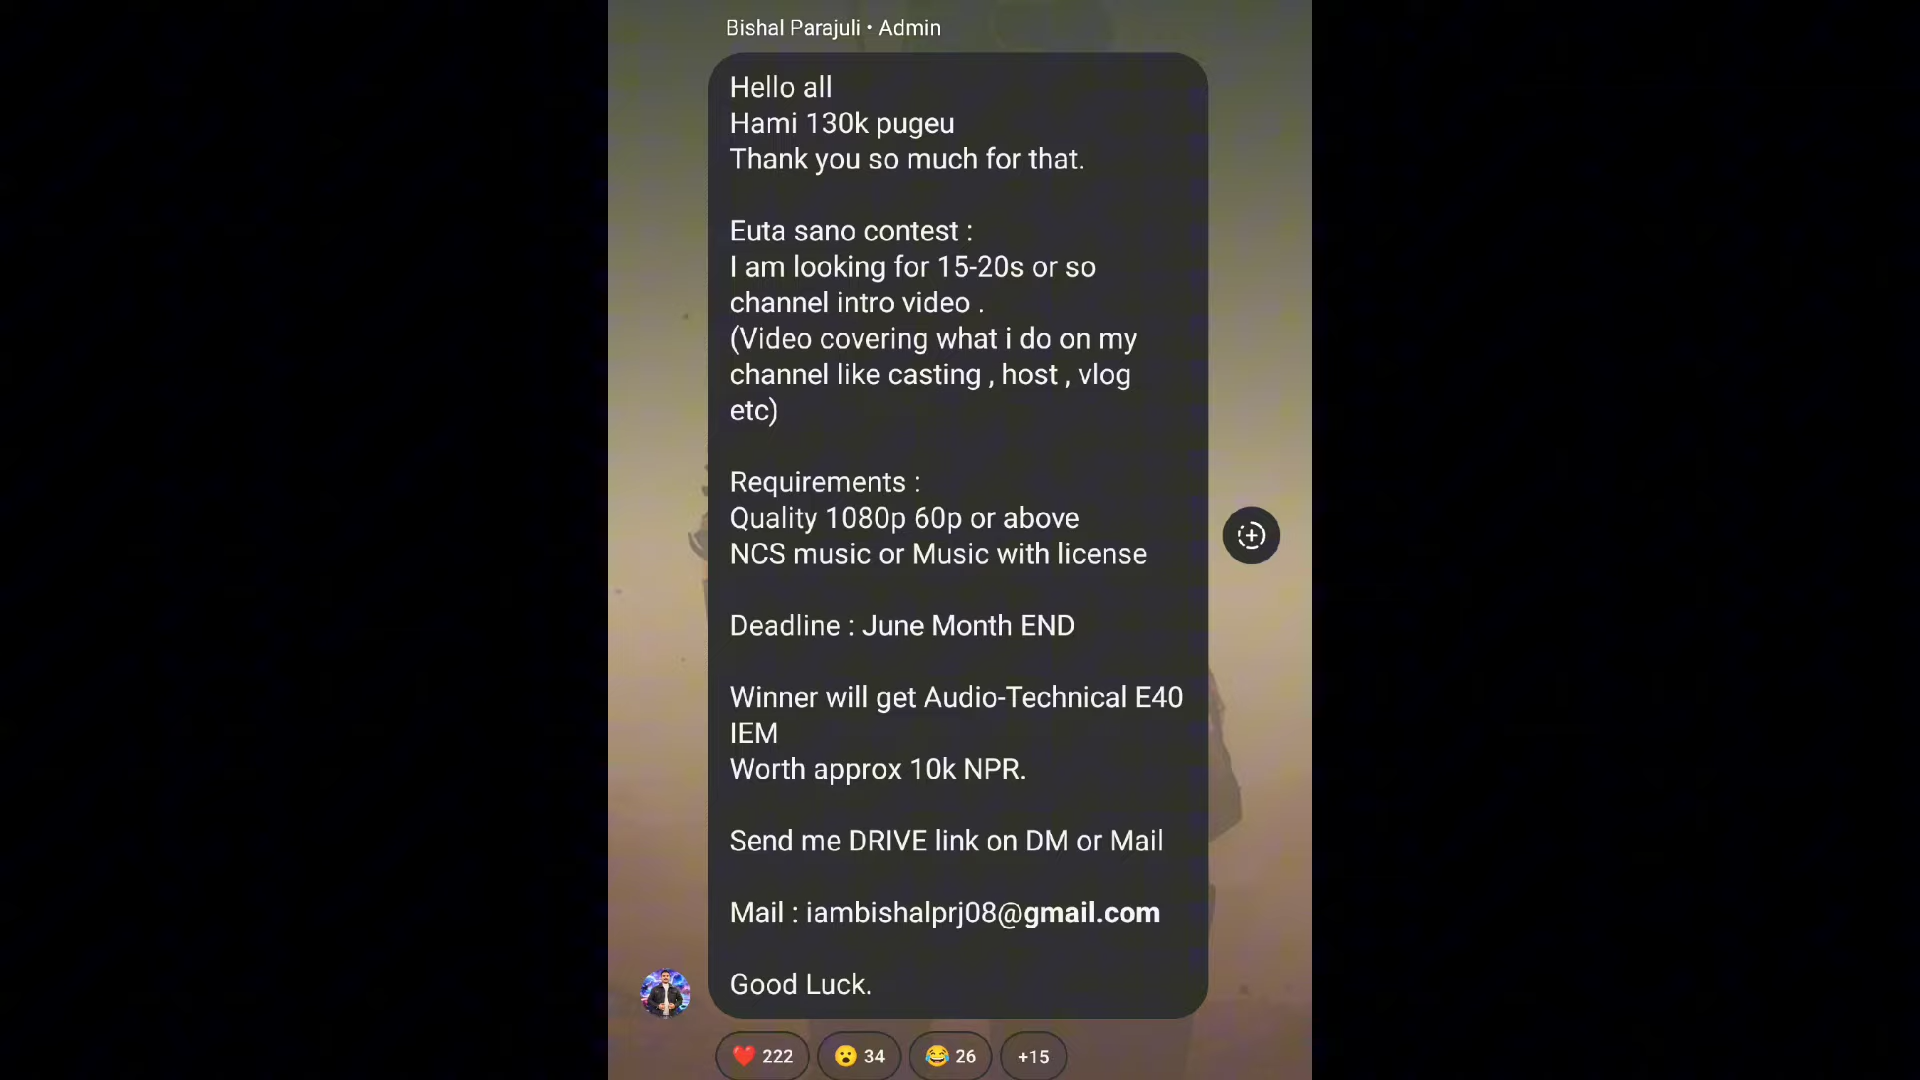 Bishal Parajuli • Admin
Hello all
Hami 130k pugeu
Thank you so much for that.
Euta sano contest :
I am looking for 15-20s or so
channel intro video .
(Video covering what i do on my
channel like casting , host , vlog
etc)
Requirements :
Quality 1080p 60p or above
NCS music or Music with license
Deadline : June Month END
Winner will get Audio-Technical E40
IEM
Worth approx 10k NPR.
Send me DRIVE link on DM or Mail
Mail : iambishalprj08@gmail.com
Good Luck.
❤️ 222 😮 34 😂 26 +15